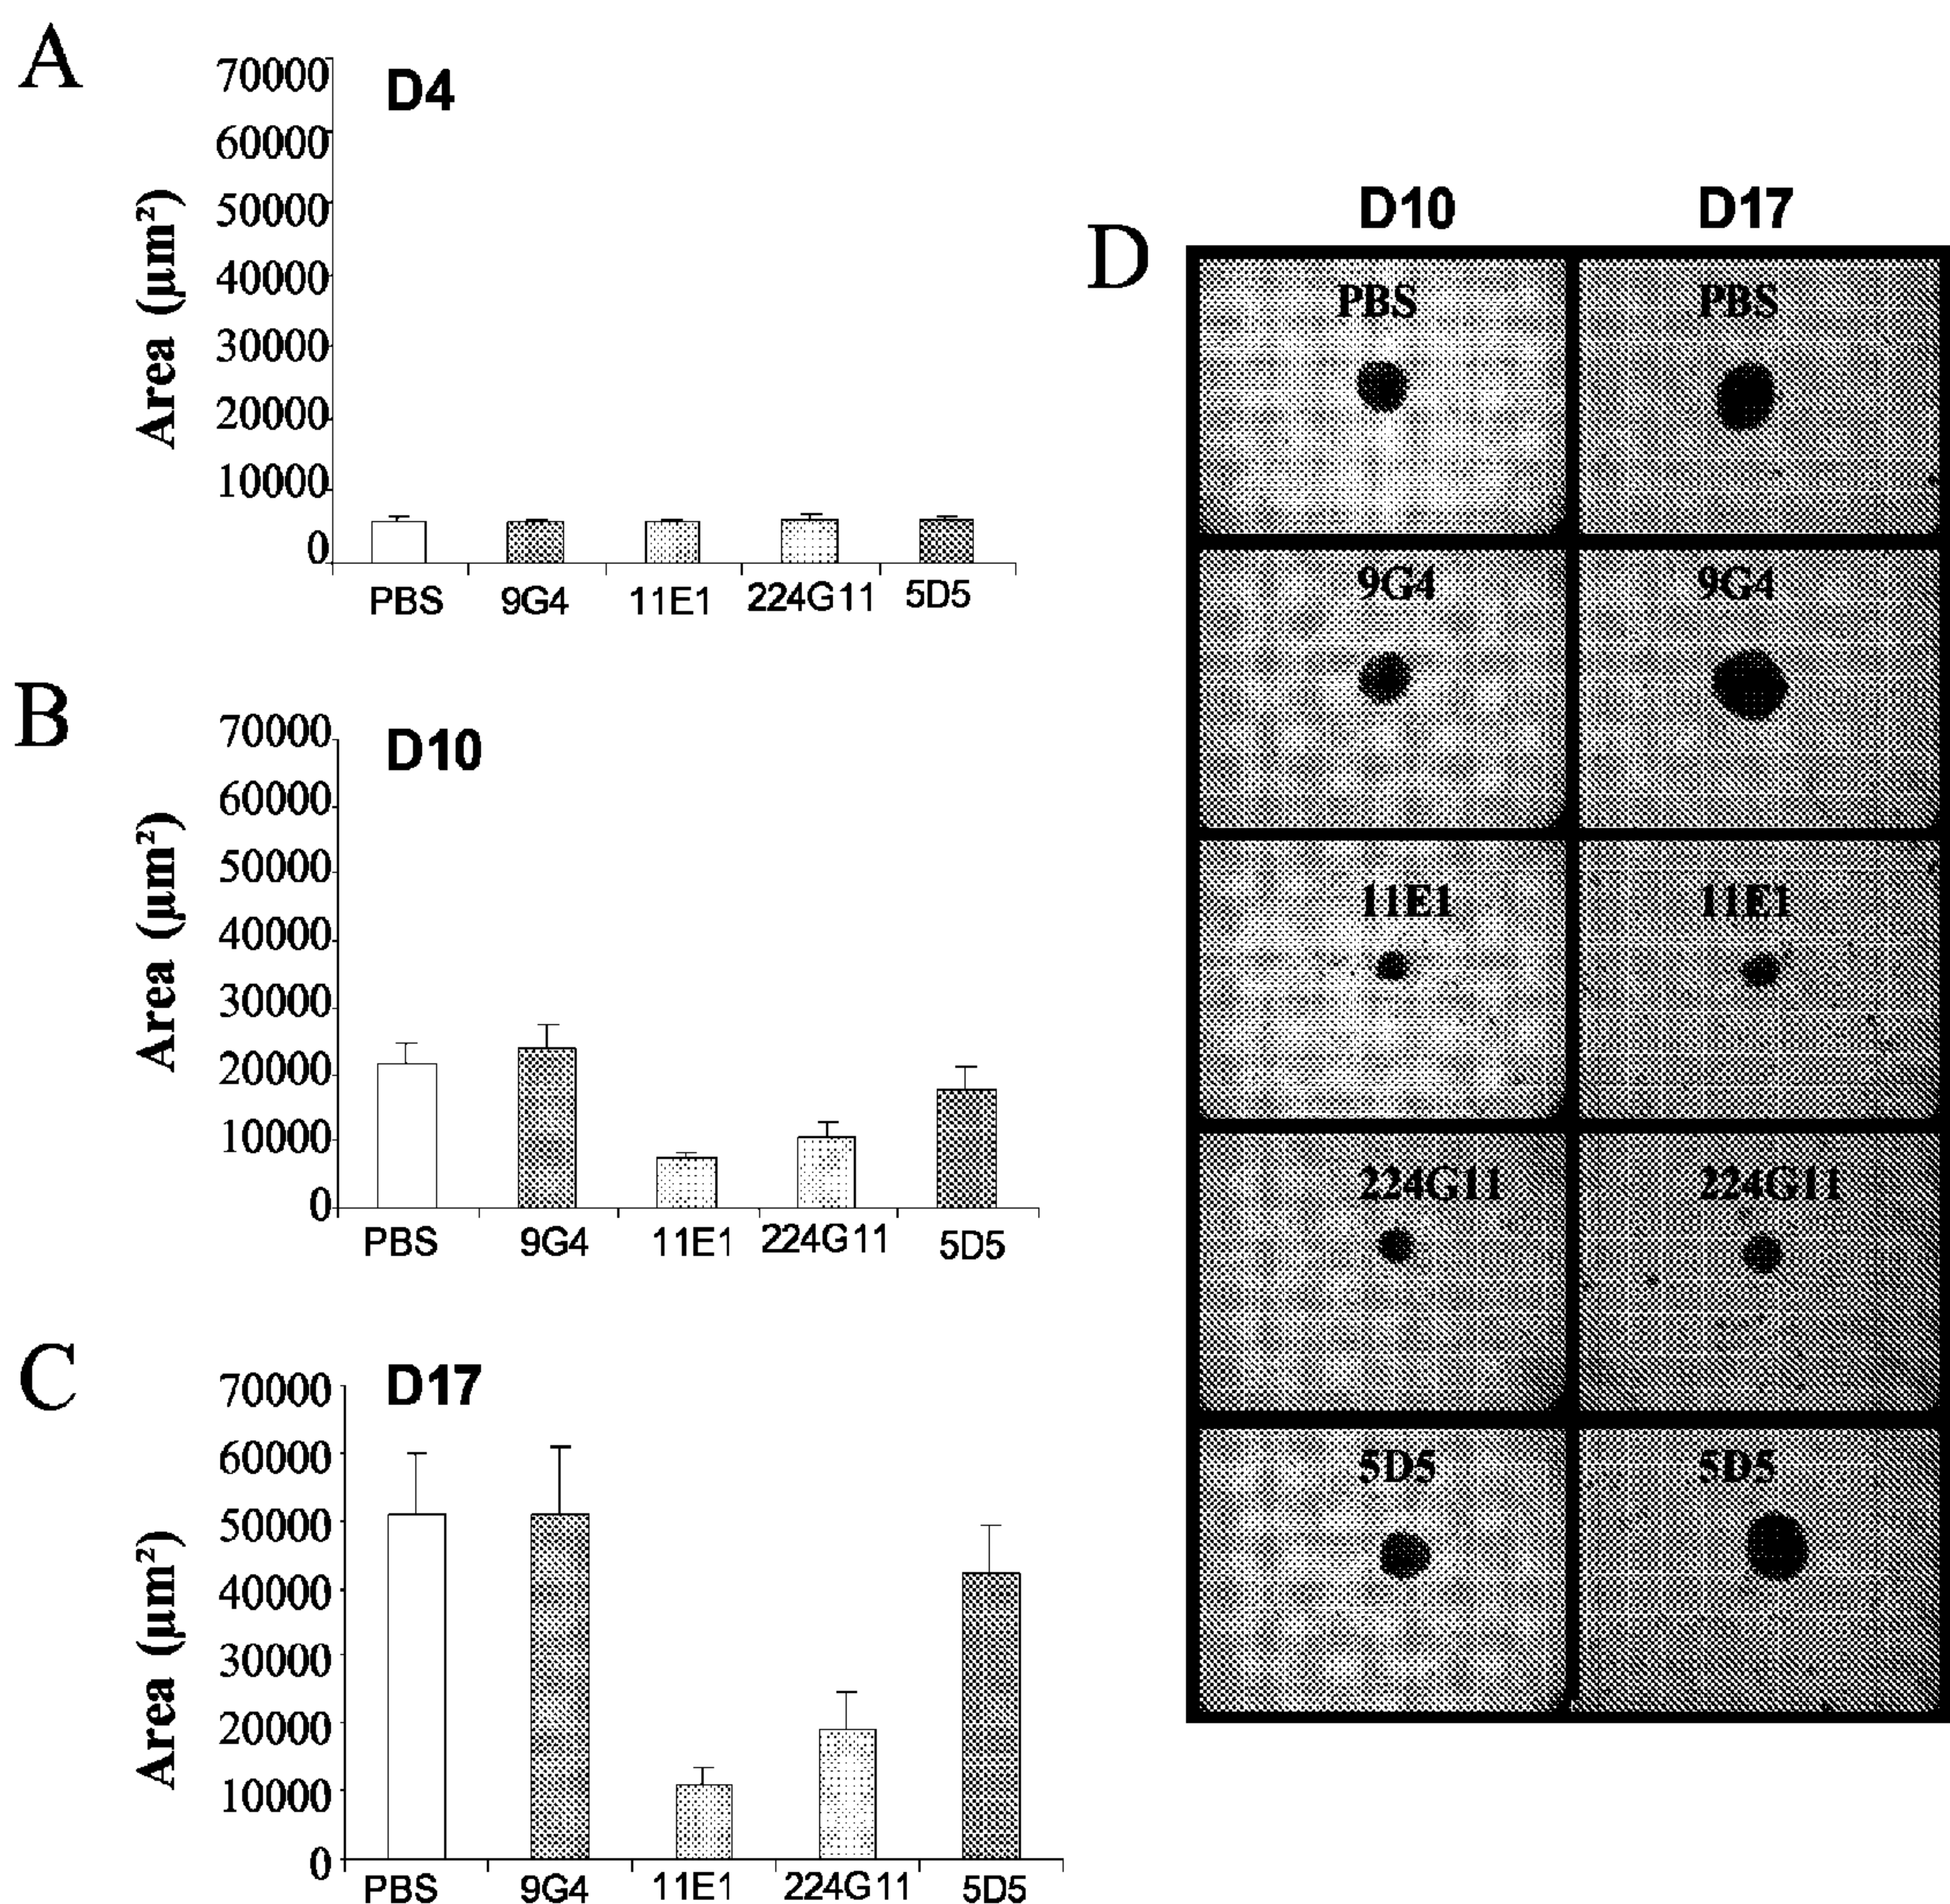 A
D4
Area (µm²)
70000
60000
50000
40000
30000
20000
10000
0
PBS 9G4 11E1 224G11 5D5
B
D10
Area (µm²)
70000
60000
50000
40000
30000
20000
10000
0
PBS 9G4 11E1 224G11 5D5
C
D17
Area (µm²)
70000
60000
50000
40000
30000
20000
10000
0
PBS 9G4 11E1 224G11 5D5
D
D10 D17
PBS PBS
9G4 9G4
11E1 11E1
224G11 224G11
5D5 5D5